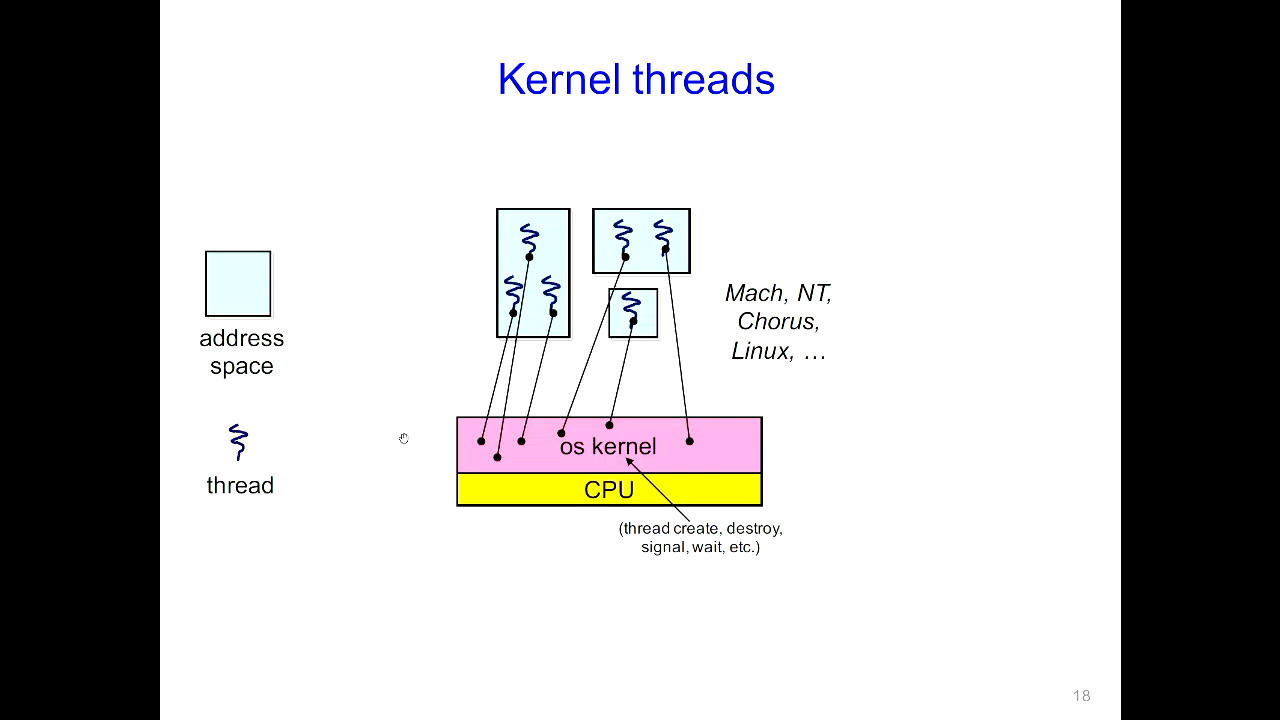 Kernel threads
address
space
thread
Mach, NT,
Chorus,
Linux, …
os kernel
CPU
(thread create, destroy,
signal, wait, etc.)
18